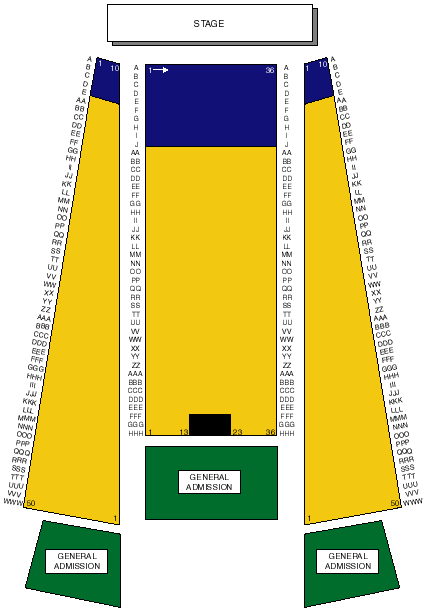 STAGE
A
B
C
D
E
AA
BB
CC
DD
EE
FF
GG
HH
II
JJ
KK
LL
MM
NN
OO
PP
QQ
RR
SS
TT
UU
VV
WW
XX
YY
ZZ
AAA
BBB
CCC
DDD
EEE
FFF
GGG
HHH
III
JJJ
KKK
LLL
MMM
NNN
OOO
PPP
QQQ
RRR
SSS
TTT
UUU
VVV
WWW
1 10
50 1
GENERAL
ADMISSION
A
B
C
D
E
F
G
H
I
J
AA
BB
CC
DD
EE
FF
GG
HH
II
JJ
KK
LL
MM
NN
OO
PP
QQ
RR
SS
TT
UU
VV
WW
XX
YY
ZZ
AAA
BBB
CCC
DDD
EEE
FFF
GGG
HHH
1 36
1 13 23 36
GENERAL
ADMISSION
A
B
C
D
E
F
G
H
I
J
AA
BB
CC
DD
EE
FF
GG
HH
II
JJ
KK
LL
MM
NN
OO
PP
QQ
RR
SS
TT
UU
VV
WW
XX
YY
ZZ
AAA
BBB
CCC
DDD
EEE
FFF
GGG
HHH
1 10
1 50
GENERAL
ADMISSION
A
B
C
D
E
AA
BB
CC
DD
EE
FF
GG
HH
II
JJ
KK
LL
MM
NN
OO
PP
QQ
RR
SS
TT
UU
VV
WW
XX
YY
ZZ
AAA
BBB
CCC
DDD
EEE
FFF
GGG
HHH
III
JJJ
KKK
LLL
MMM
NNN
OOO
PPP
QQQ
RRR
SSS
TTT
UUU
VVV
WWW